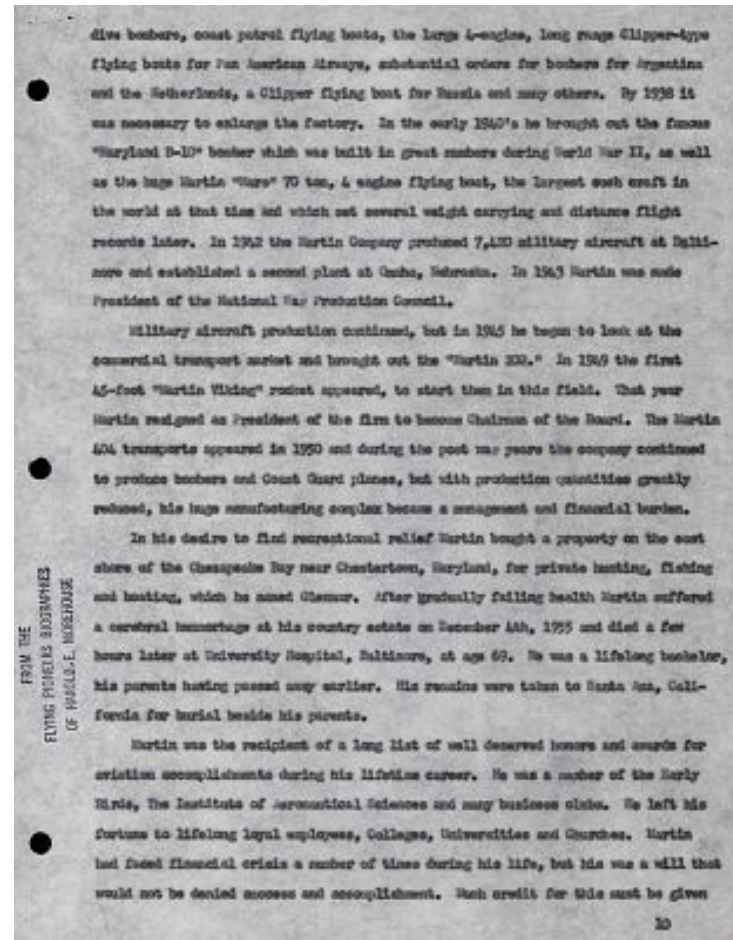 dive bombers, coast patrol flying boats, the large 4-engine, long range Clipper-type
flying boats for Pan American Airways, substantial orders for bombers for Argentina
and the Netherlands, a Clipper flying boat for Russia and many others. By 1938 it
was necessary to enlarge the factory. In the early 1940's he brought out the famous
"Maryland B-10" bomber which was built in great numbers during World War II, as well
as the huge Martin "Mars" 70 ton, 4 engine flying boat, the largest such craft in
the world at that time and which set several weight carrying and distance flight
records later. In 1942 the Martin Company produced 7,420 military aircraft at Balti-
more and established a second plant at Omaha, Nebraska. In 1943 Martin was made
President of the National War Production Council.
Military aircraft production continued, but in 1945 he began to look at the
commercial transport market and brought out the "Martin 202." In 1949 the first
45-foot "Martin Viking" rocket appeared, to start them in this field. That year
Martin resigned as President of the firm to become Chairman of the Board. The Martin
404 transports appeared in 1950 and during the post war years the company continued
to produce bombers and Coast Guard planes, but with production quantities greatly
reduced, his huge manufacturing complex became a management and financial burden.
In his desire to find recreational relief Martin bought a property on the east
shore of the Chesapeake Bay near Chestertown, Maryland, for private hunting, fishing
and boating, which he named Glenmar. After gradually failing health Martin suffered
a cerebral hemorrhage at his country estate on December 4th, 1955 and died a few
hours later at University Hospital, Baltimore, at age 69. He was a lifelong bachelor,
his parents having passed away earlier. His remains were taken to Santa Ana, Cali-
fornia for burial beside his parents.
Martin was the recipient of a long list of well deserved honors and awards for
aviation accomplishments during his lifetime career. He was a member of the Early
Birds, The Institute of Aeronautical Sciences and many business clubs. He left his
fortune to lifelong loyal employees, Colleges, Universities and Churches. Martin
had faced financial crisis a number of times during his life, but his was a will that
would not be denied success and accomplishment. Much credit for this must be given
10
FROM THE
FLYING PIONEERS BIOGRAPHIES
OF HAROLD E. MOREHOUSE